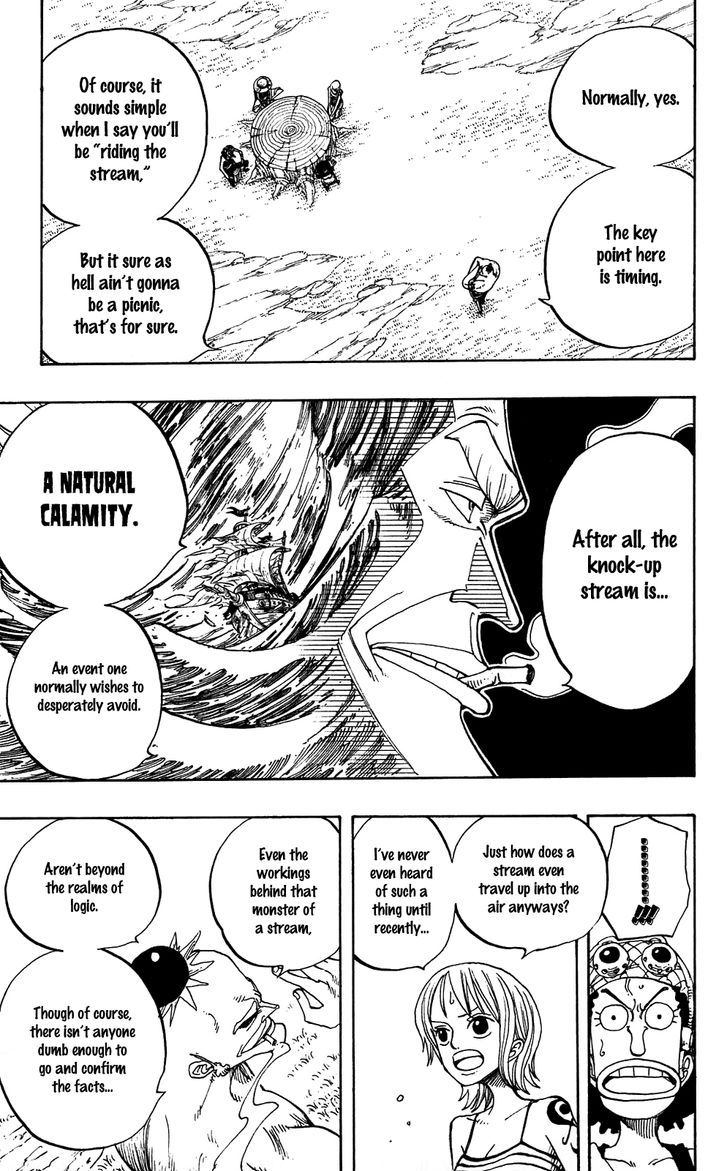 Normally, yes.
The key
point here
is timing.
Of course, it
sounds simple
when I say you'll
be "riding the
stream,"
But it sure as
hell ain't gonna
be a picnic,
that's for sure.
After all, the
knock-up
stream is...
A NATURAL
CALAMITY.
An event one
normally wishes to
desperately avoid.
........!!!
Just how does a
stream even
travel up into the
air anyways?
I've never
even heard
of such a
thing until
recently...
Even the
workings
behind that
monster of
a stream,
Aren't beyond
the realms of
logic.
Though of course,
there isn't anyone
dumb enough to
go and confirm
the facts...